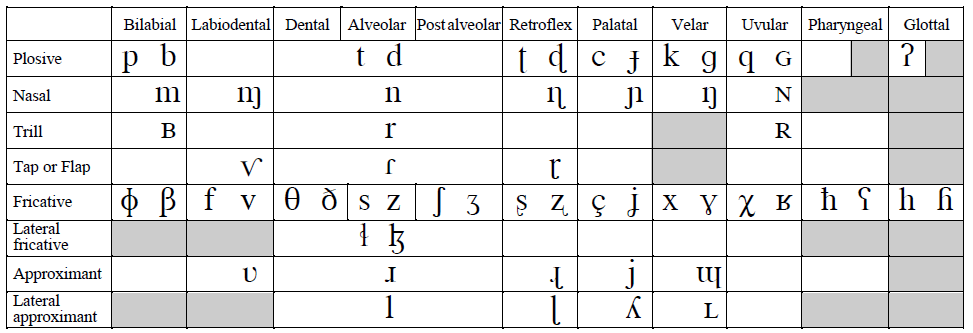 Bilabial Labiodental Dental Alveolar Post alveolar Retroflex Palatal Velar Uvular Pharyngeal Glottal
Plosive p b t d ʈ ɖ c ɟ k ɡ q ɢ ʔ
Nasal m ɱ n ɳ ɲ ŋ ɴ
Trill ʙ r ʀ
Tap or Flap ⱱ ɾ ɽ
Fricative ɸ β f v θ ð s z ʃ ʒ ʂ ʐ ç ʝ x ɣ χ ʁ ħ ʕ h ɦ
Lateral
fricative ɬ ɮ
Approximant ʋ ɹ ɻ j ɰ
Lateral
approximant l ɭ ʎ ʟ